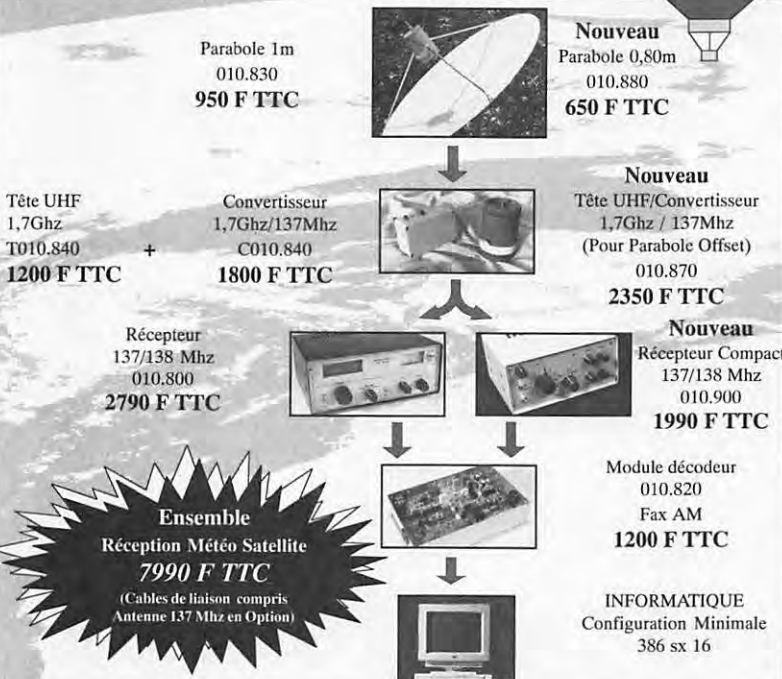 Parabole 1m
010.830
950 F TTC
Nouveau
Parabole 0,80m
010.880
650 F TTC
Tête UHF
1,7Ghz
T010.840
1200 F TTC
+
Convertisseur
1,7Ghz/137Mhz
C010.840
1800 F TTC
Nouveau
Tête UHF/Convertisseur
1,7Ghz / 137Mhz
(Pour Parabole Offset)
010.870
2350 F TTC
Récepteur
137/138 Mhz
010.800
2790 F TTC
Nouveau
Récepteur Compact
137/138 Mhz
010.900
1990 F TTC
Module décodeur
010.820
Fax AM
1200 F TTC
Ensemble
Réception Météo Satellite
7990 F TTC
(Cables de liaison compris
Antenne 137 Mhz en Option)
INFORMATIQUE
Configuration Minimale
386 sx 16